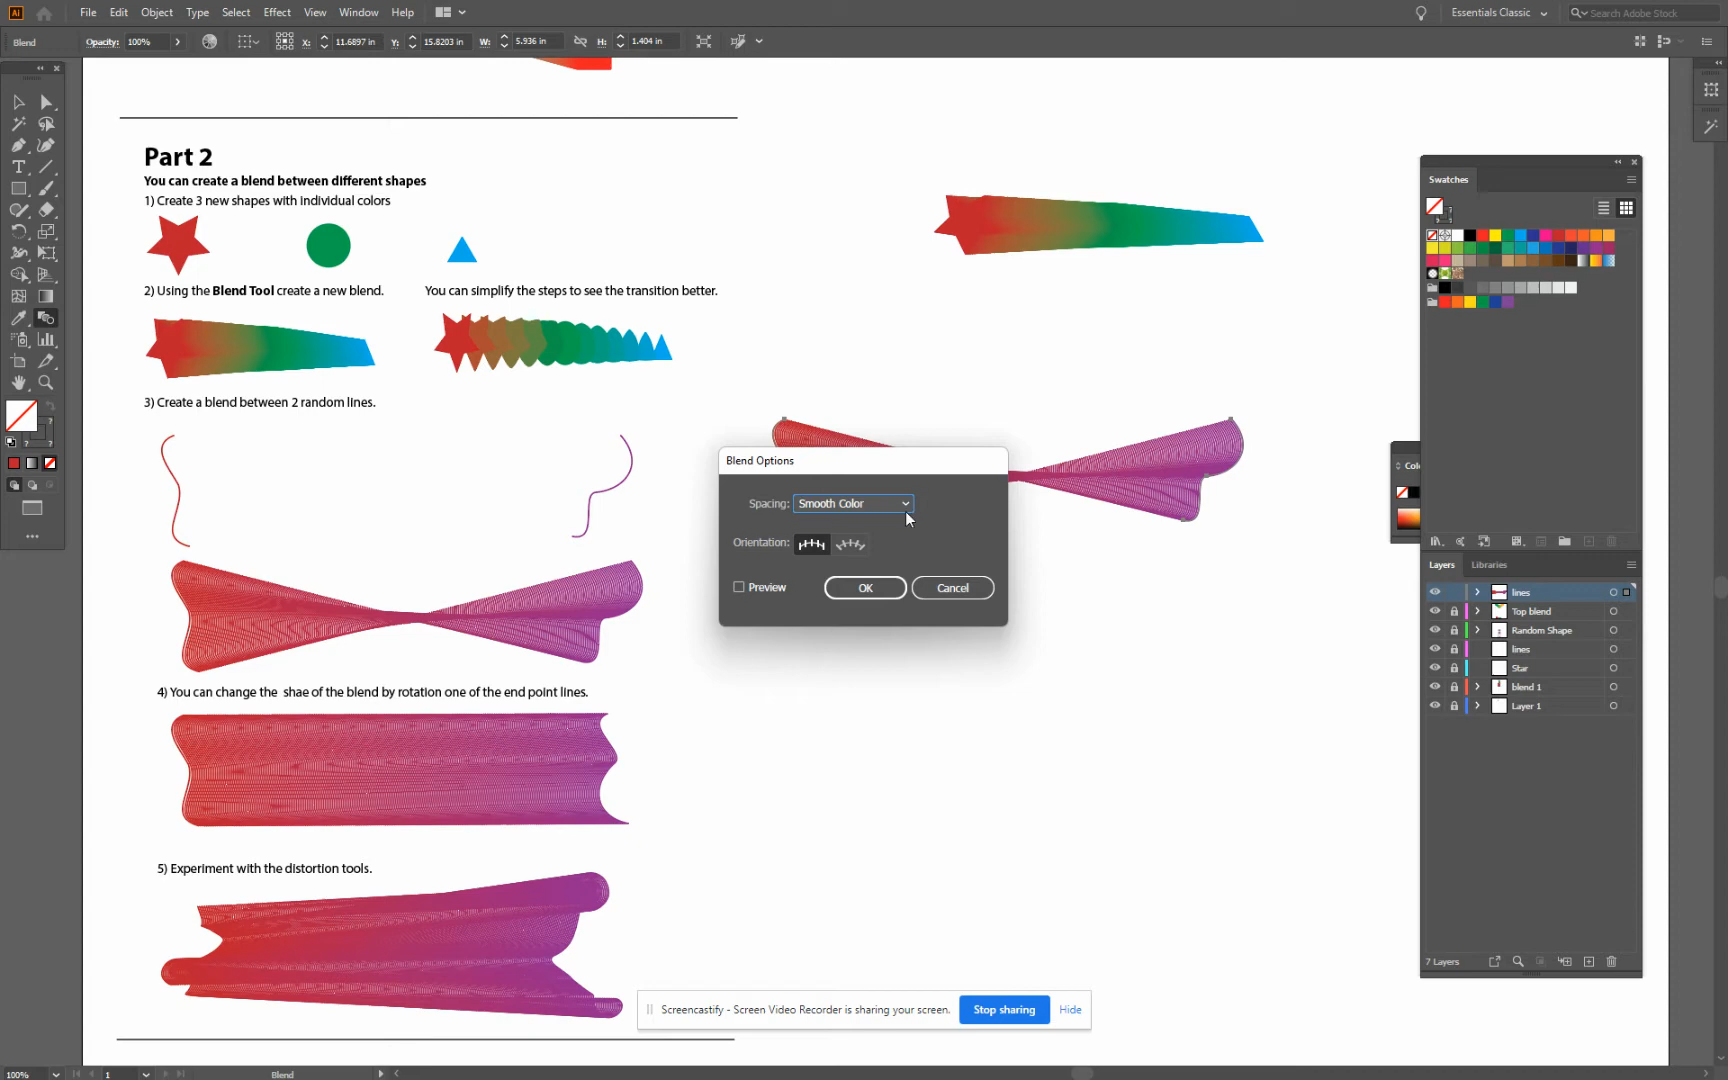 Ai File Edit Object Type Select Effect View Window Help Essentials Classic Search Adobe Stock
Blend Opacity: 100% X: 11.6897 in Y: 15.8203 in W: 5.936 in H: 1.404 in
Part 2
You can create a blend between different shapes
1) Create 3 new shapes with individual colors
2) Using the Blend Tool create a new blend. You can simplify the steps to see the transition better.
3) Create a blend between 2 random lines.
4) You can change the shae of the blend by rotation one of the end point lines.
5) Experiment with the distortion tools.
Blend Options
Spacing: Smooth Color
Orientation:
Preview OK Cancel
Swatches
Colo
Layers Libraries
lines
Top blend
Random Shape
lines
Star
blend 1
Layer 1
7 Layers
Screencastify - Screen Video Recorder is sharing your screen. Stop sharing Hide
100% 1 Blend